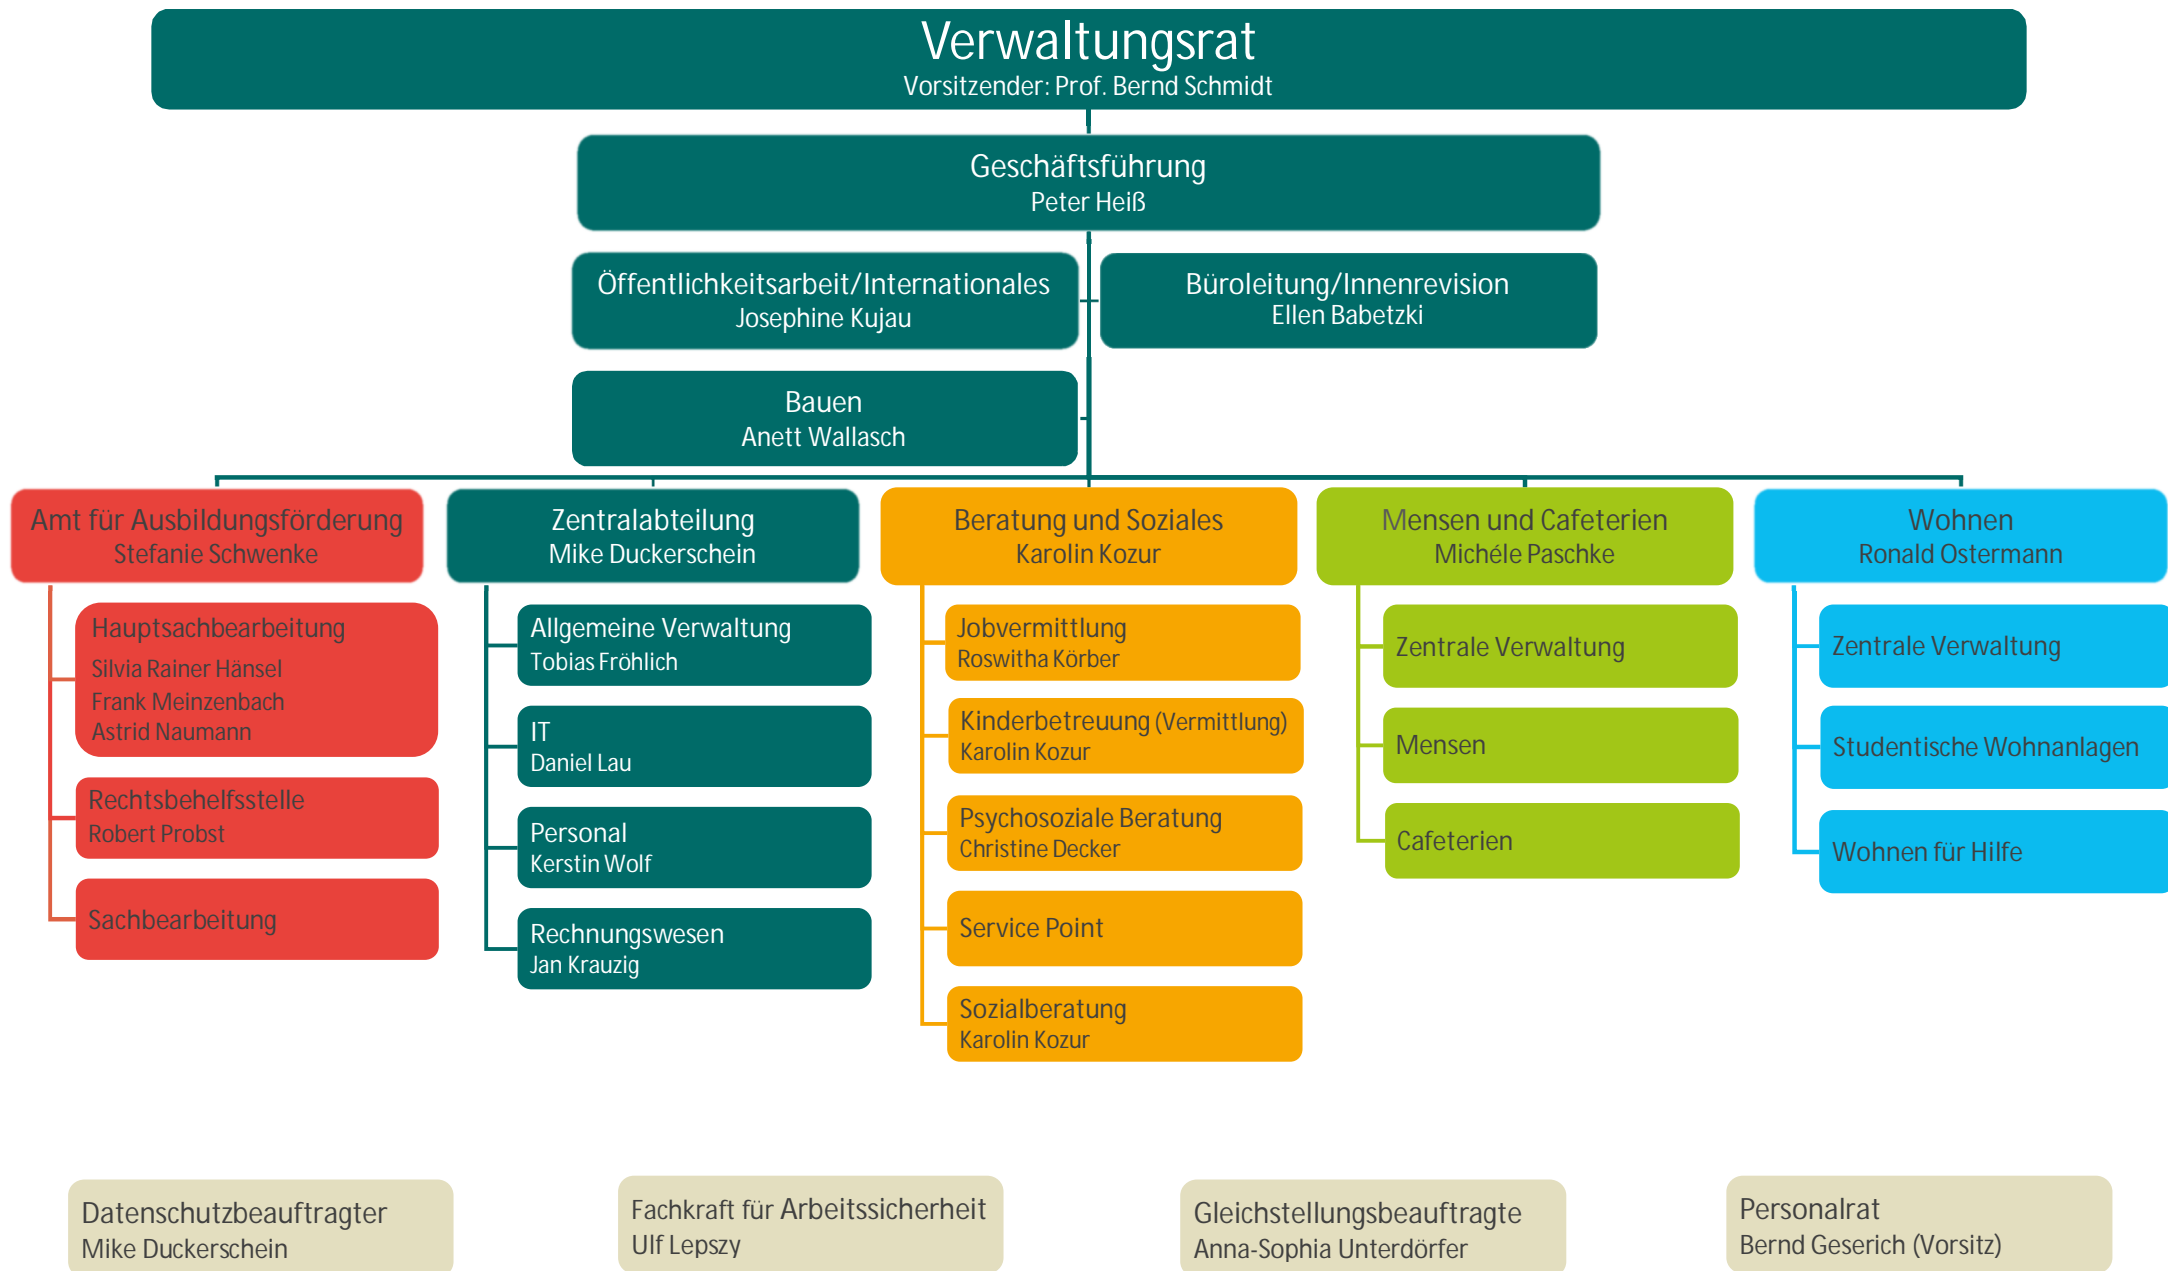 Verwaltungsrat
Vorsitzender: Prof. Bernd Schmidt
Geschäftsführung
Peter Heiß
Öffentlichkeitsarbeit/Internationales
Josephine Kujau
Büroleitung/Innenrevision
Ellen Babetzki
Bauen
Anett Wallasch
Amt für Ausbildungsförderung
Stefanie Schwenke
Hauptsachbearbeitung
Silvia Rainer Hänsel
Frank Meinzenbach
Astrid Naumann
Rechtsbehelfsstelle
Robert Probst
Sachbearbeitung
Zentralabteilung
Mike Duckerschein
Allgemeine Verwaltung
Tobias Fröhlich
IT
Daniel Lau
Personal
Kerstin Wolf
Rechnungswesen
Jan Krauzig
Beratung und Soziales
Karolin Kozur
Jobvermittlung
Roswitha Körber
Kinderbetreuung (Vermittlung)
Karolin Kozur
Psychosoziale Beratung
Christine Decker
Service Point
Sozialberatung
Karolin Kozur
Mensen und Cafeterien
Michéle Paschke
Zentrale Verwaltung
Mensen
Cafeterien
Wohnen
Ronald Ostermann
Zentrale Verwaltung
Studentische Wohnanlagen
Wohnen für Hilfe
Datenschutzbeauftragter
Mike Duckerschein
Fachkraft für Arbeitssicherheit
Ulf Lepszy
Gleichstellungsbeauftragte
Anna-Sophia Unterdörfer
Personalrat
Bernd Geserich (Vorsitz)